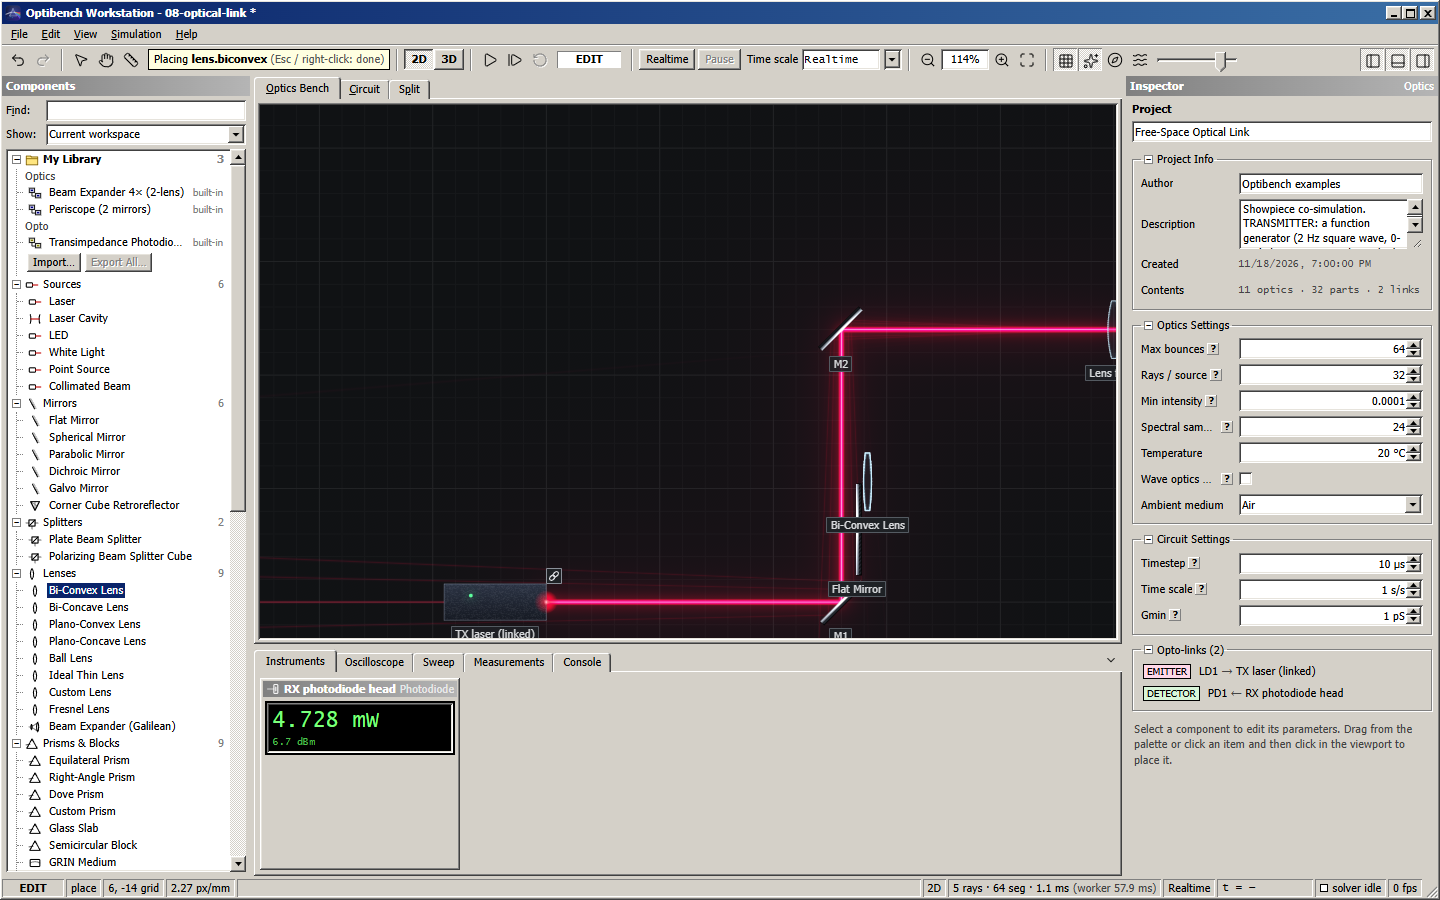 Optibench Workstation - 08-optical-link *
File Edit View Simulation Help
Placing lens.biconvex (Esc / right-click: done)
2D 3D
EDIT
Realtime Pause Time scale Realtime
114%
Components
Find:
Show: Current workspace
My Library 3
Optics
Beam Expander 4× (2-lens) built-in
Periscope (2 mirrors) built-in
Opto
Transimpedance Photodio... built-in
Import... Export All...
Sources 6
Laser
Laser Cavity
LED
White Light
Point Source
Collimated Beam
Mirrors 6
Flat Mirror
Spherical Mirror
Parabolic Mirror
Dichroic Mirror
Galvo Mirror
Corner Cube Retroreflector
Splitters 2
Plate Beam Splitter
Polarizing Beam Splitter Cube
Lenses 9
Bi-Convex Lens
Bi-Concave Lens
Plano-Convex Lens
Plano-Concave Lens
Ball Lens
Ideal Thin Lens
Custom Lens
Fresnel Lens
Beam Expander (Galilean)
Prisms & Blocks 9
Equilateral Prism
Right-Angle Prism
Dove Prism
Custom Prism
Glass Slab
Semicircular Block
GRIN Medium
Optics Bench Circuit Split
M2
Lens
Bi-Convex Lens
Flat Mirror
TX laser (linked)
M1
Instruments Oscilloscope Sweep Measurements Console
RX photodiode head Photodiode
4.728 mW
6.7 dBm
Inspector Optics
Project
Free-Space Optical Link
Project Info
Author Optibench examples
Description Showpiece co-simulation.
TRANSMITTER: a function
generator (2 Hz square wave, 0-
Created 11/18/2026, 7:00:00 PM
Contents 11 optics · 32 parts · 2 links
Optics Settings
Max bounces ? 64
Rays / source ? 32
Min intensity ? 0.0001
Spectral sam... ? 24
Temperature 20 °C
Wave optics ... ?
Ambient medium Air
Circuit Settings
Timestep ? 10 µs
Time scale ? 1 s/s
Gmin ? 1 pS
Opto-links (2)
EMITTER LD1 → TX laser (linked)
DETECTOR PD1 ← RX photodiode head
Select a component to edit its parameters. Drag from the
palette or click an item and then click in the viewport to
place it.
EDIT place 6, -14 grid 2.27 px/mm
2D 5 rays · 64 seg · 1.1 ms (worker 57.9 ms) Realtime t = − solver idle 0 fps